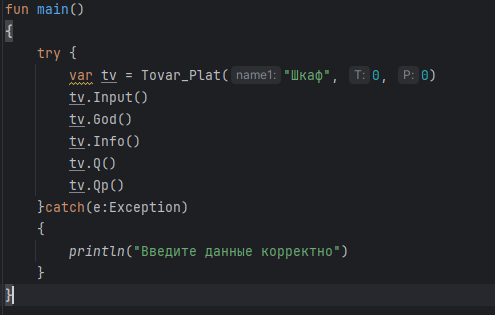 fun main()
{
try {
var tv = Tovar_Plat( name1: "Шкаф", T: 0, P: 0)
tv.Input()
tv.God()
tv.Info()
tv.Q()
tv.Qp()
}catch(e:Exception)
{
println("Введите данные корректно")
}
}